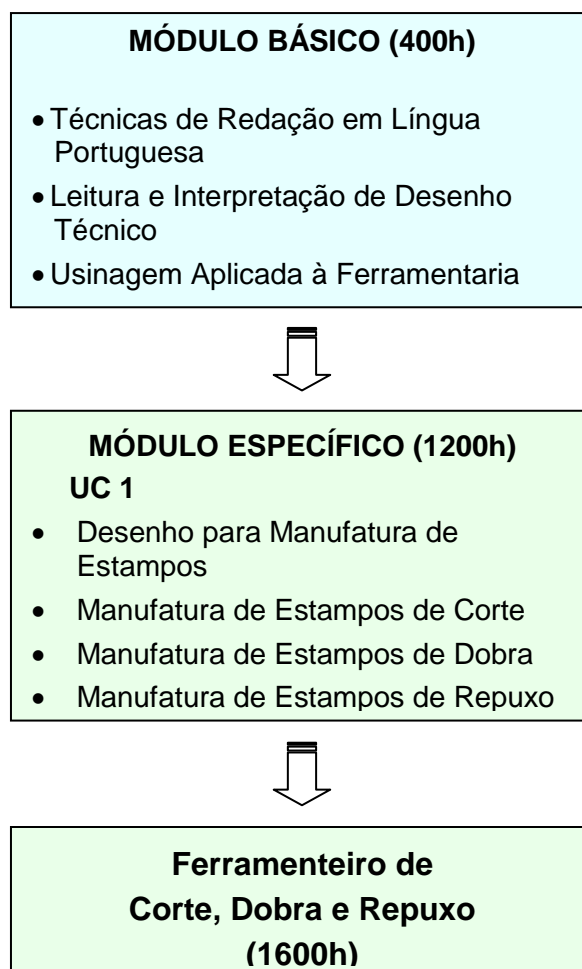 MÓDULO BÁSICO (400h)
• Técnicas de Redação em Língua
Portuguesa
• Leitura e Interpretação de Desenho
Técnico
• Usinagem Aplicada à Ferramentaria
MÓDULO ESPECÍFICO (1200h)
UC 1
• Desenho para Manufatura de
Estampos
• Manufatura de Estampos de Corte
• Manufatura de Estampos de Dobra
• Manufatura de Estampos de Repuxo
Ferramenteiro de
Corte, Dobra e Repuxo
(1600h)